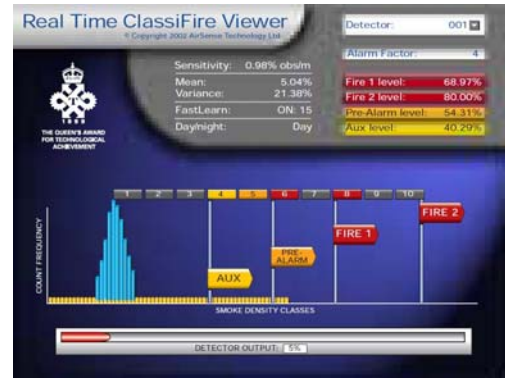 Real Time ClassiFire Viewer
© Copyright 2002 AirSense Technology Ltd.
Detector: 001
Alarm Factor: 4
Sensitivity: 0.98% obs/m
Mean: 5.04%
Variance: 21.38%
FastLearn: ON: 15
Day/night: Day
Fire 1 level: 68.97%
Fire 2 level: 80.00%
Pre-Alarm level: 54.31%
Aux level: 40.29%
THE QUEEN'S AWARD
FOR TECHNOLOGICAL
ACHIEVEMENT
1 2 3 4 5 6 7 8 9 10
FIRE 2
FIRE 1
PRE-
ALARM
AUX
COUNT FREQUENCY
SMOKE DENSITY CLASSES
DETECTOR OUTPUT: 5%